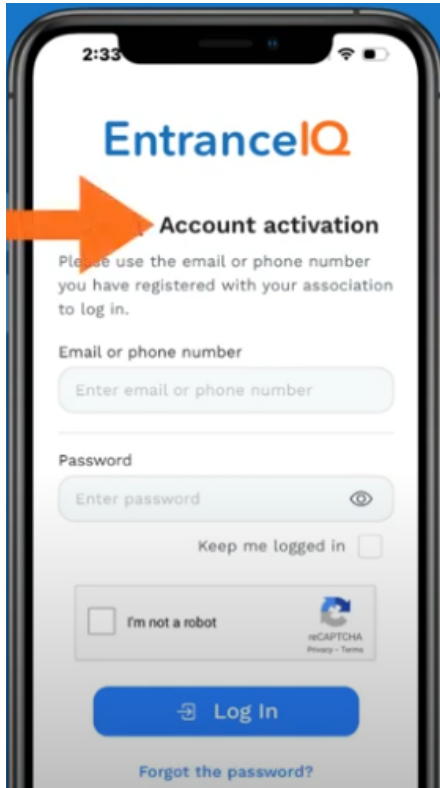 2:33
EntranceIQ
Account activation
Please use the email or phone number
you have registered with your association
to log in.
Email or phone number
Enter email or phone number
Password
Enter password
Keep me logged in
I'm not a robot
reCAPTCHA
Privacy - Terms
Log In
Forgot the password?